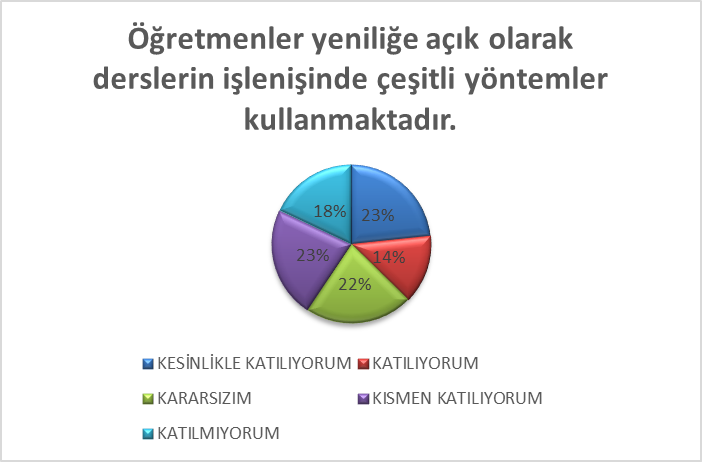 Öğretmenler yeniliğe açık olarak
derslerin işlenişinde çeşitli yöntemler
kullanmaktadır.
18%
23%
23%
14%
22%
KESİNLİKLE KATILIYORUM
KATILIYORUM
KARARSIZIM
KISMEN KATILIYORUM
KATILMIYORUM